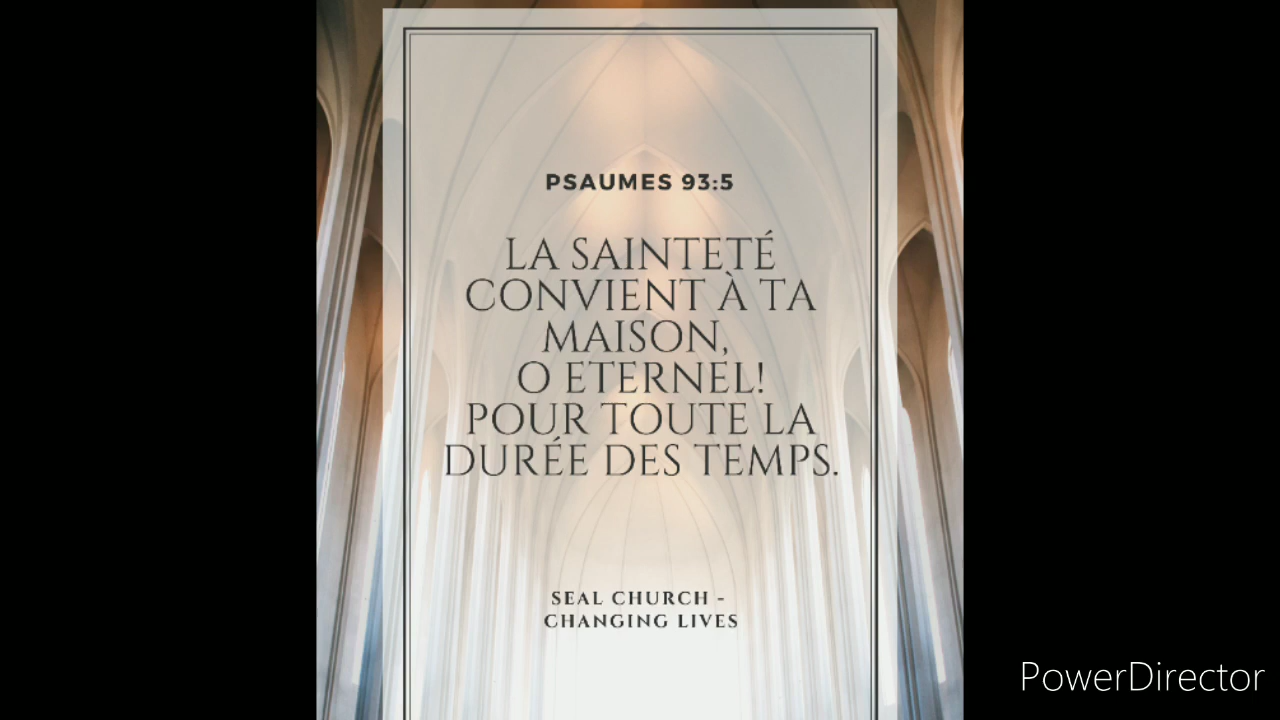 PSAUMES 93:5
LA SAINTETÉ
CONVIENT À TA
MAISON,
O ETERNEL!
POUR TOUTE LA
DURÉE DES TEMPS.
SEAL CHURCH -
CHANGING LIVES
PowerDirector